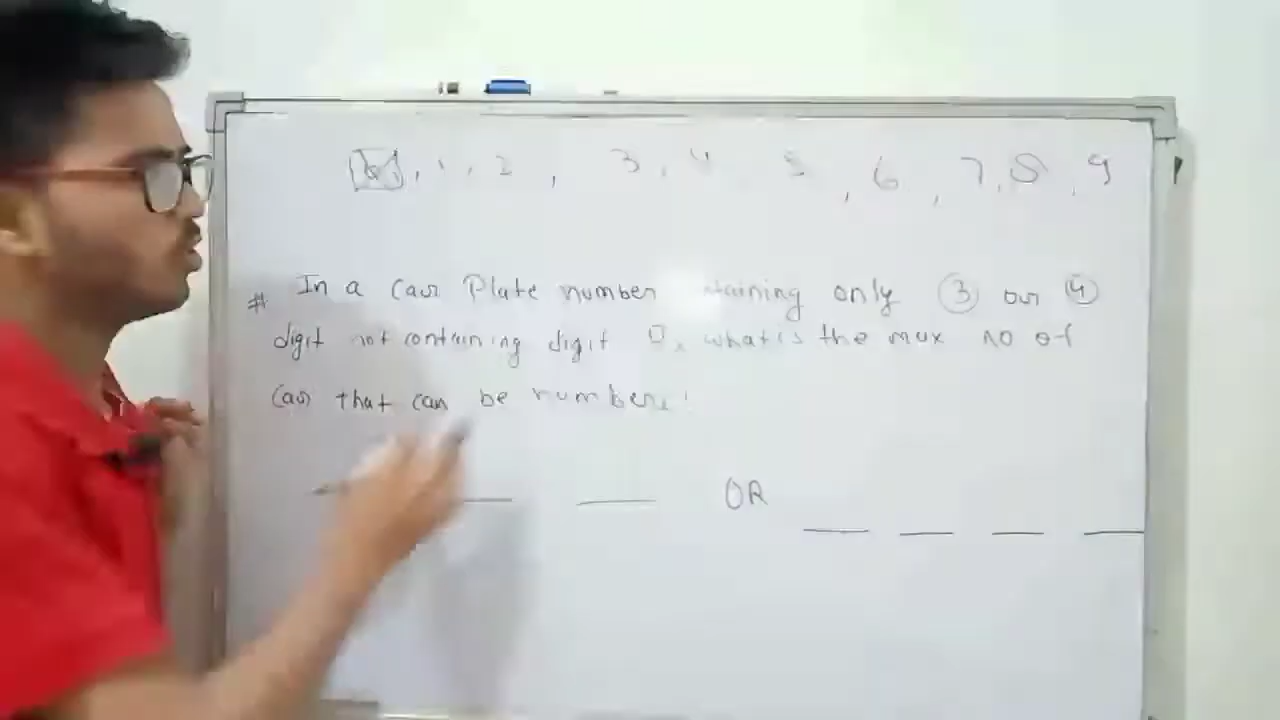 0, 1, 2, 3, 4, 5, 6, 7, 8, 9
# In a car Plate number taining only 3 or 4
digit not containing digit 0, what is the max no of
Car that can be numbers
OR